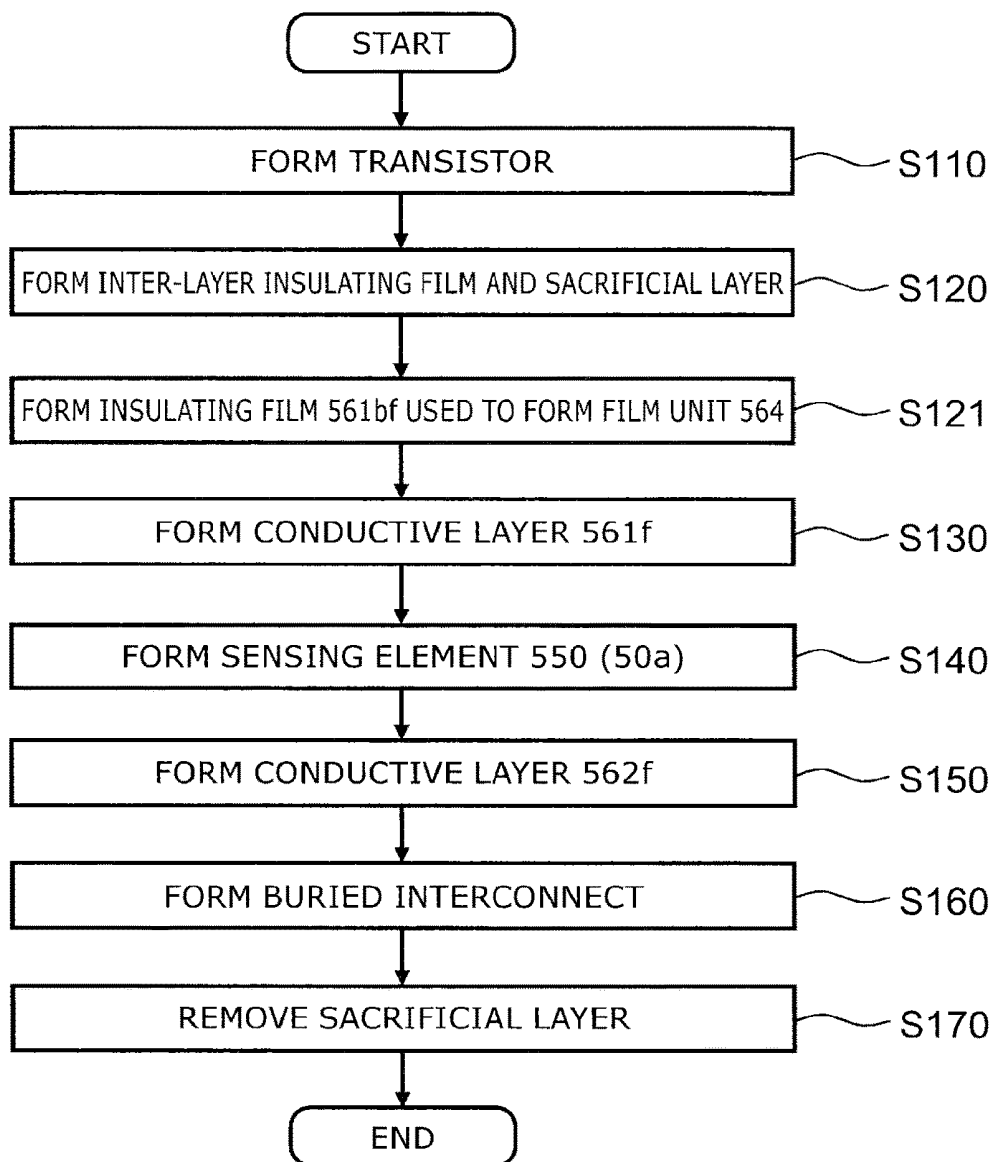 START
FORM TRANSISTOR
S110
FORM INTER-LAYER INSULATING FILM AND SACRIFICIAL LAYER
S120
FORM INSULATING FILM 561bf USED TO FORM FILM UNIT 564
S121
FORM CONDUCTIVE LAYER 561f
S130
FORM SENSING ELEMENT 550 (50a)
S140
FORM CONDUCTIVE LAYER 562f
S150
FORM BURIED INTERCONNECT
S160
REMOVE SACRIFICIAL LAYER
S170
END